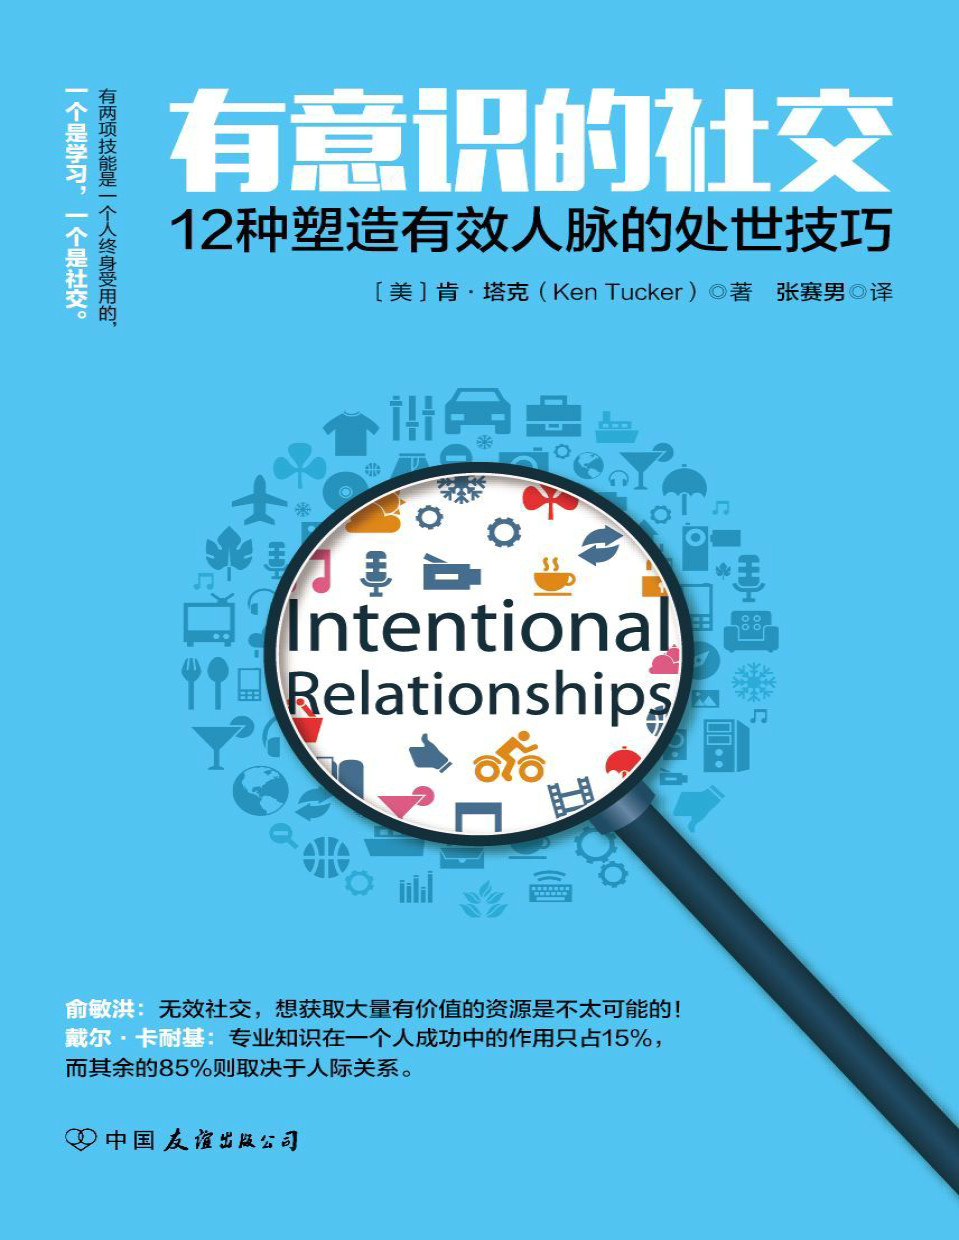 有两项技能是一个人终身受用的，
一个是学习，一个是社交。
有意识的社交
12种塑造有效人脉的处世技巧
［美］肯·塔克（Ken Tucker）◎著　张赛男◎译
Intentional
Relationships
俞敏洪：无效社交，想获取大量有价值的资源是不太可能的！
戴尔·卡耐基：专业知识在一个人成功中的作用只占15%，
而其余的85%则取决于人际关系。
中国友谊出版公司